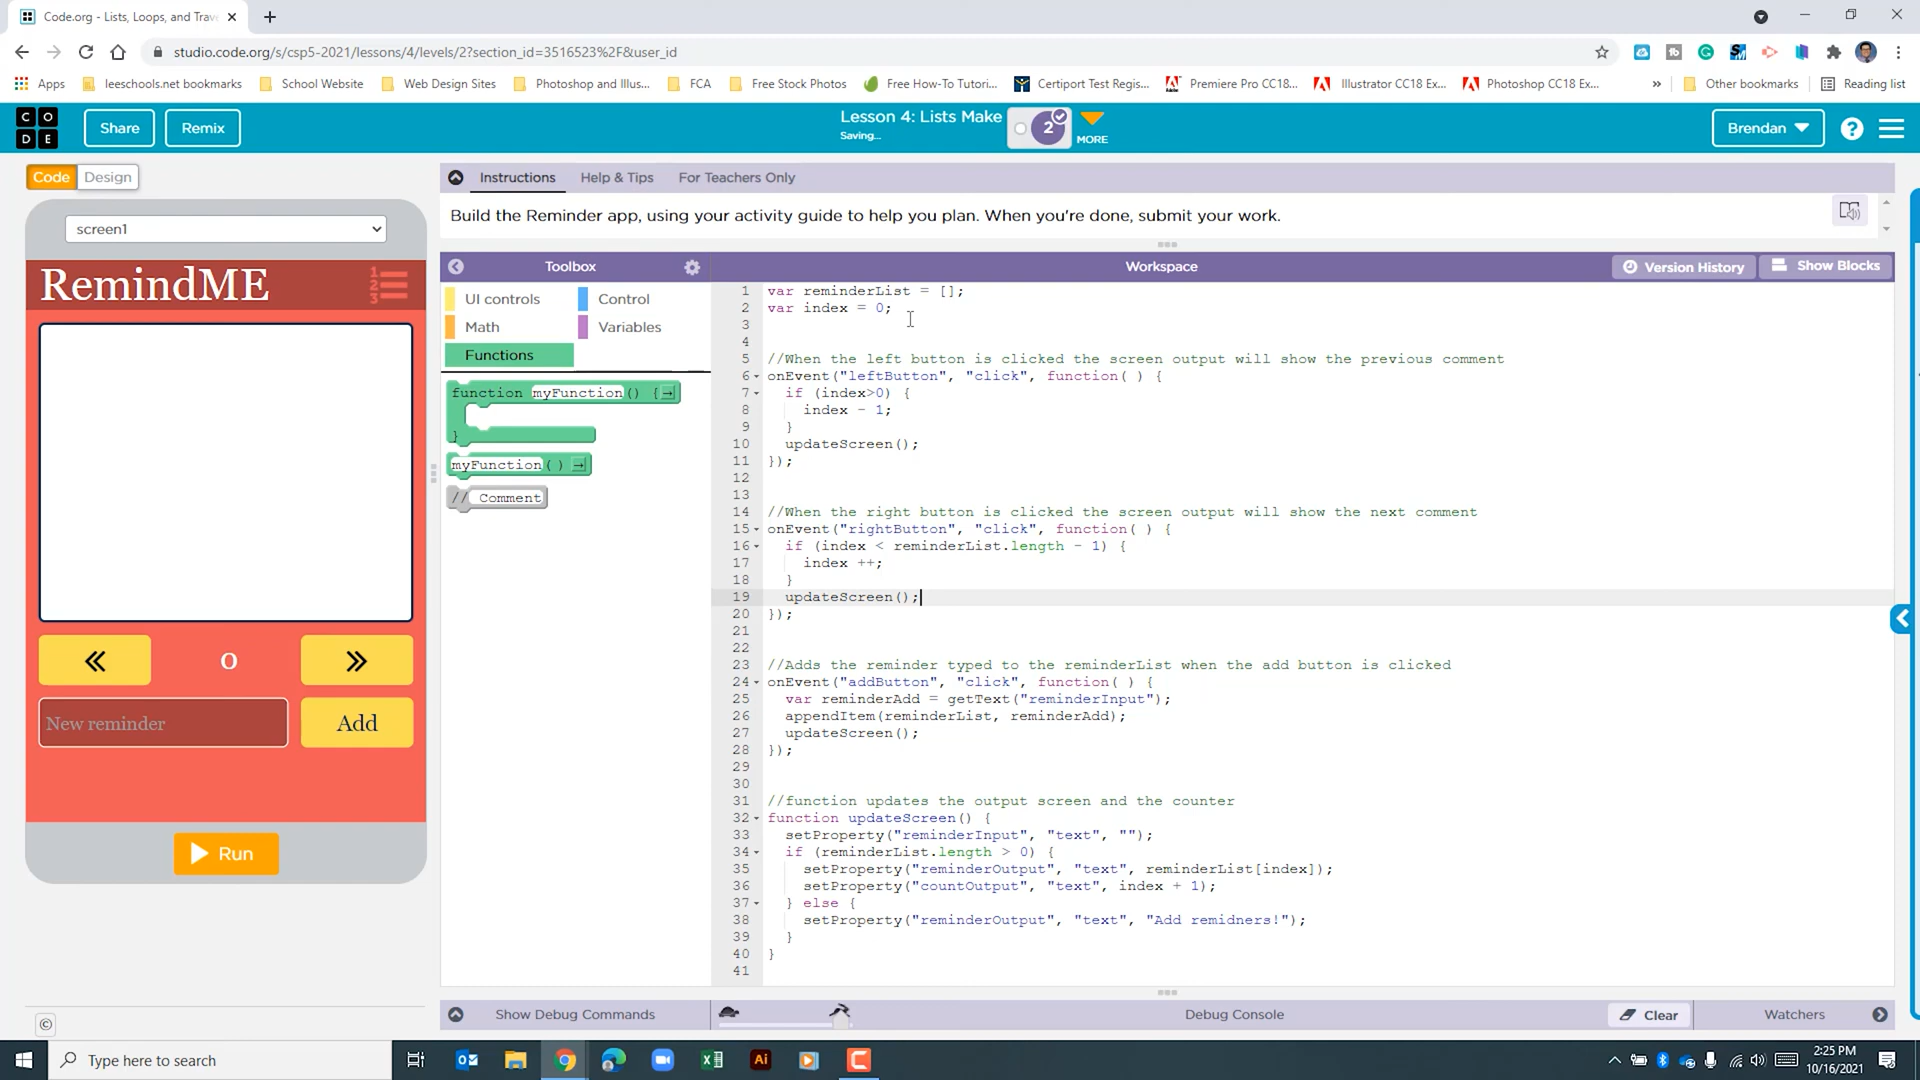 Code.org - Lists, Loops, and Trav
studio.code.org/s/csp5-2021/lessons/4/levels/2?section_id=3516523%2F&user_id
Apps leeschools.net bookmarks School Website Web Design Sites Photoshop and Illus... FCA Free Stock Photos Free How-To Tutori... Certiport Test Regis... Premiere Pro CC18... Illustrator CC18 Ex... Photoshop CC18 Ex... » Other bookmarks Reading list
C O D E
Share Remix
Lesson 4: Lists Make
Saving...
2
MORE
Brendan
?
Code Design
Instructions Help & Tips For Teachers Only
Build the Reminder app, using your activity guide to help you plan. When you're done, submit your work.
screen1
RemindME
1
2
3
0
New reminder
Add
Run
©
Toolbox
UI controls Control
Math Variables
Functions
function myFunction() {
}
myFunction()
// Comment
Workspace Version History Show Blocks
1 var reminderList = [];
2 var index = 0;
3
4
5 //When the left button is clicked the screen output will show the previous comment
6 onEvent("leftButton", "click", function( ) {
7 if (index>0) {
8 index - 1;
9 }
10 updateScreen();
11 });
12
13
14 //When the right button is clicked the screen output will show the next comment
15 onEvent("rightButton", "click", function( ) {
16 if (index < reminderList.length - 1) {
17 index ++;
18 }
19 updateScreen();
20 });
21
22
23 //Adds the reminder typed to the reminderList when the add button is clicked
24 onEvent("addButton", "click", function( ) {
25 var reminderAdd = getText("reminderInput");
26 appendItem(reminderList, reminderAdd);
27 updateScreen();
28 });
29
30
31 //function updates the output screen and the counter
32 function updateScreen() {
33 setProperty("reminderInput", "text", "");
34 if (reminderList.length > 0) {
35 setProperty("reminderOutput", "text", reminderList[index]);
36 setProperty("countOutput", "text", index + 1);
37 } else {
38 setProperty("reminderOutput", "text", "Add remidners!");
39 }
40 }
41
Show Debug Commands Debug Console Clear Watchers
Type here to search
2:25 PM
10/16/2021